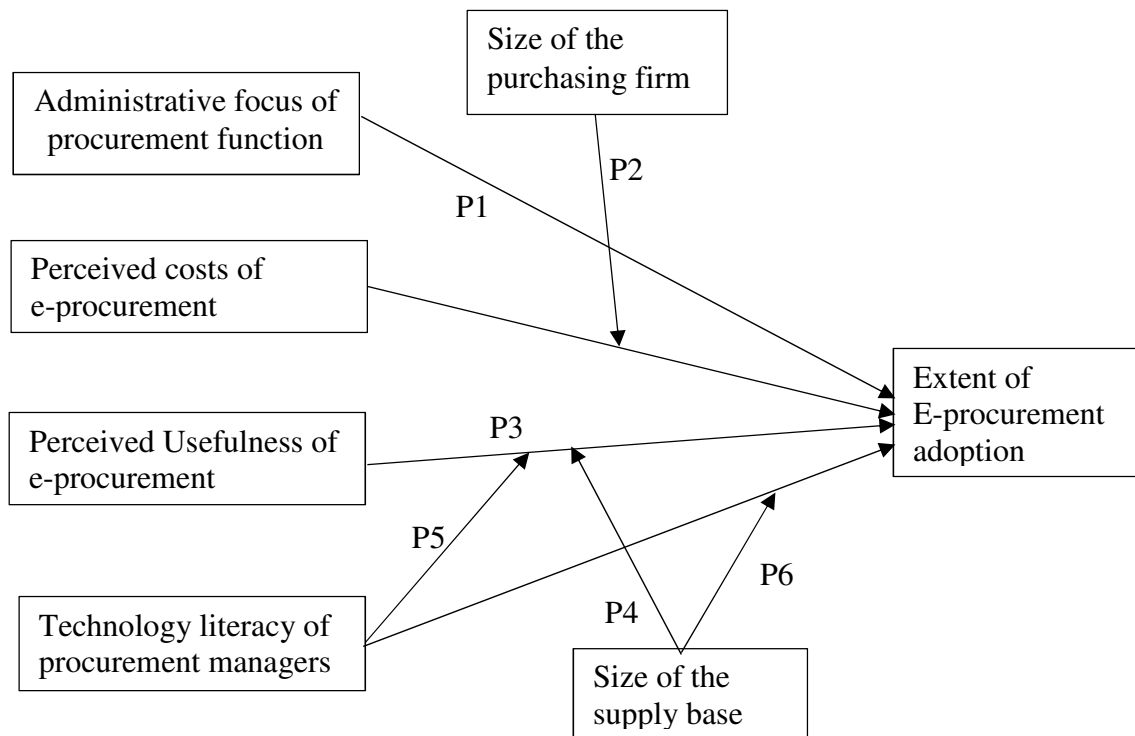 Size of the
purchasing firm
Administrative focus of
procurement function
P2
P1
Perceived costs of
e-procurement
Extent of
E-procurement
adoption
Perceived Usefulness of
e-procurement
P3
P5
P6
P4
Technology literacy of
procurement managers
Size of the
supply base